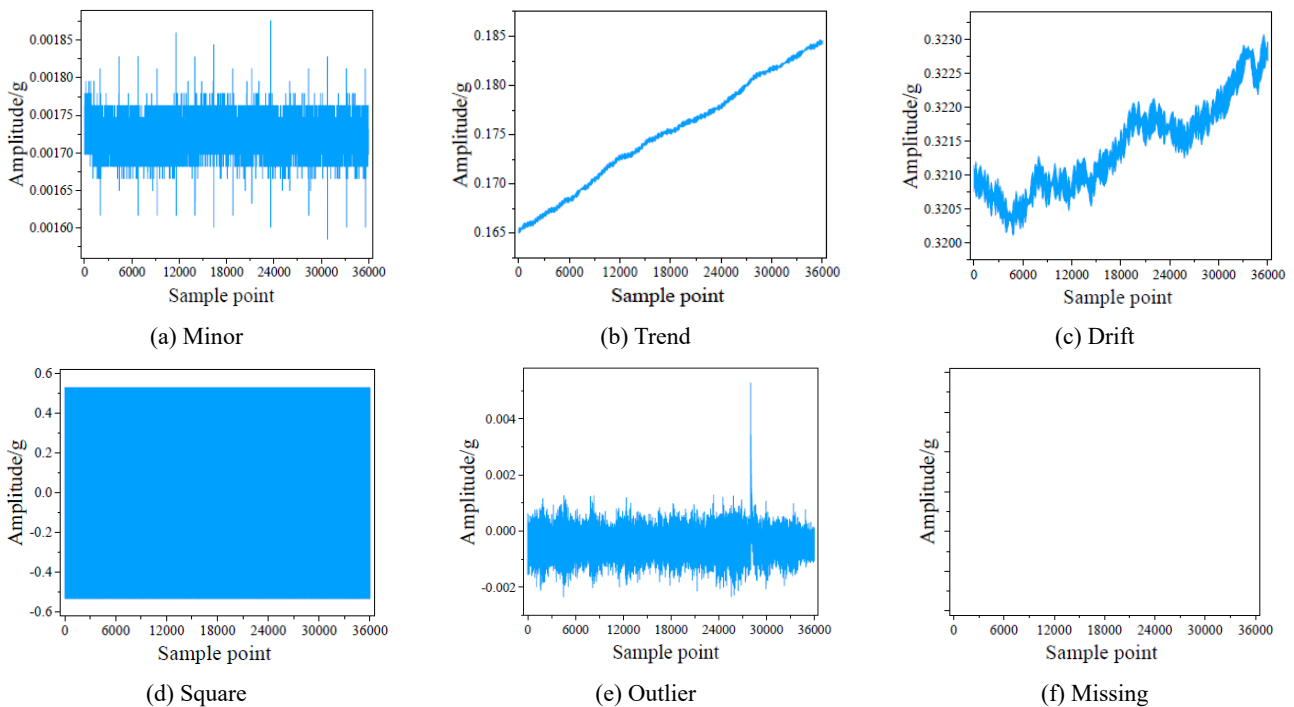 Amplitude/g
0.00185
0.00180
0.00175
0.00170
0.00165
0.00160
0 6000 12000 18000 24000 30000 36000
Sample point
(a) Minor
Amplitude/g
0.185
0.180
0.175
0.170
0.165
0 6000 12000 18000 24000 30000 36000
Sample point
(b) Trend
Amplitude/g
0.3230
0.3225
0.3220
0.3215
0.3210
0.3205
0.3200
0 6000 12000 18000 24000 30000 36000
Sample point
(c) Drift
Amplitude/g
0.6
0.4
0.2
0.0
-0.2
-0.4
-0.6
0 6000 12000 18000 24000 30000 36000
Sample point
(d) Square
Amplitude/g
0.004
0.002
0.000
-0.002
0 6000 12000 18000 24000 30000 36000
Sample point
(e) Outlier
Amplitude/g
0 6000 12000 18000 24000 30000 36000
Sample point
(f) Missing